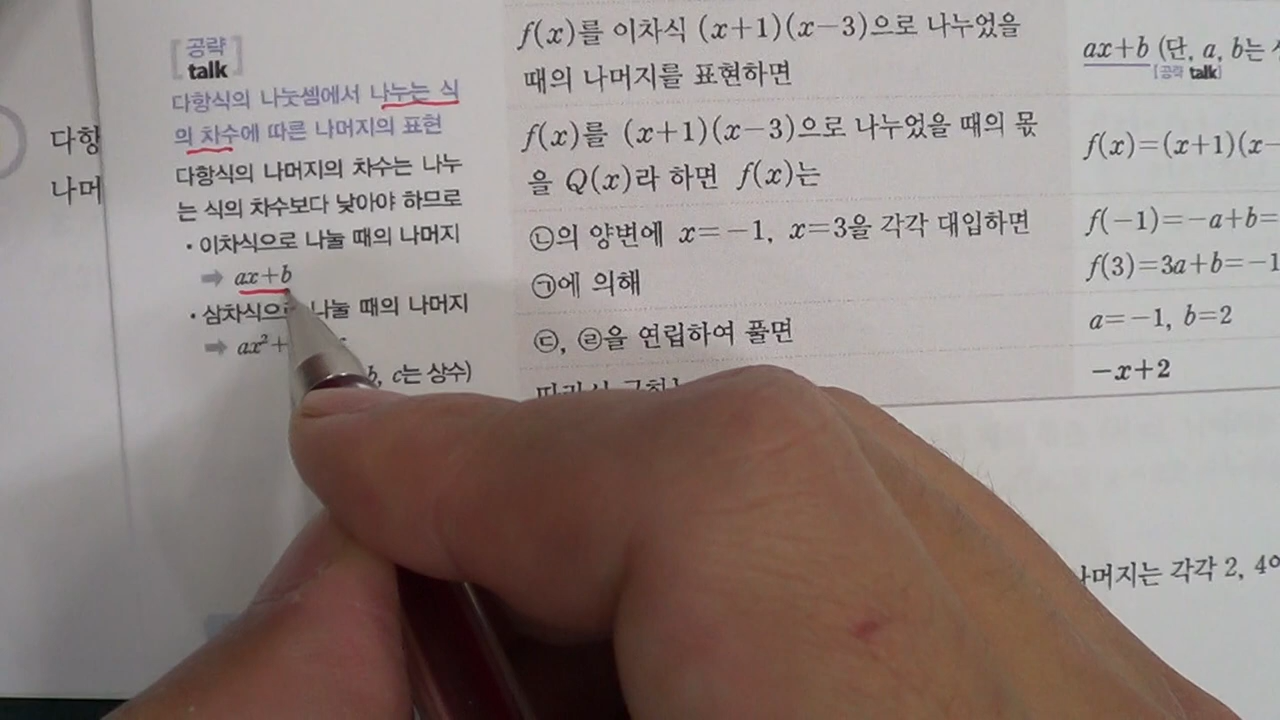 다항
나머
[공략
talk]
다항식의 나눗셈에서 나누는 식
의 차수에 따른 나머지의 표현
다항식의 나머지의 차수는 나누
는 식의 차수보다 낮아야 하므로
• 이차식으로 나눌 때의 나머지
➡ ax+b
• 삼차식으로 나눌 때의 나머지
➡ ax²+
b, c는 상수)
f(x)를 이차식 (x+1)(x-3)으로 나누었을
때의 나머지를 표현하면
f(x)를 (x+1)(x-3)으로 나누었을 때의 몫
을 Q(x)라 하면 f(x)는
㉡의 양변에 x=-1, x=3을 각각 대입하면
㉠에 의해
㉢, ㉣을 연립하여 풀면
ax+b (단, a, b는
[공략 talk]
f(x)=(x+1)(x-
f(-1)=-a+b=
f(3)=3a+b=-1
a=-1, b=2
-x+2
나머지는 각각 2, 4